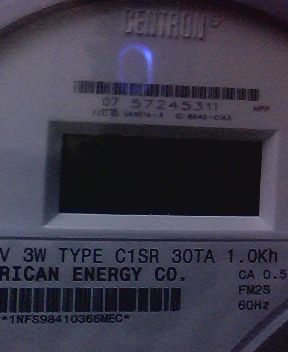 CENTRON®
07 57245311
V 3W TYPE C1SR 30TA 1.0Kh
RICAN ENERGY CO.
CA 0.5
FM2S
60Hz
*1NFS98410366MEC*